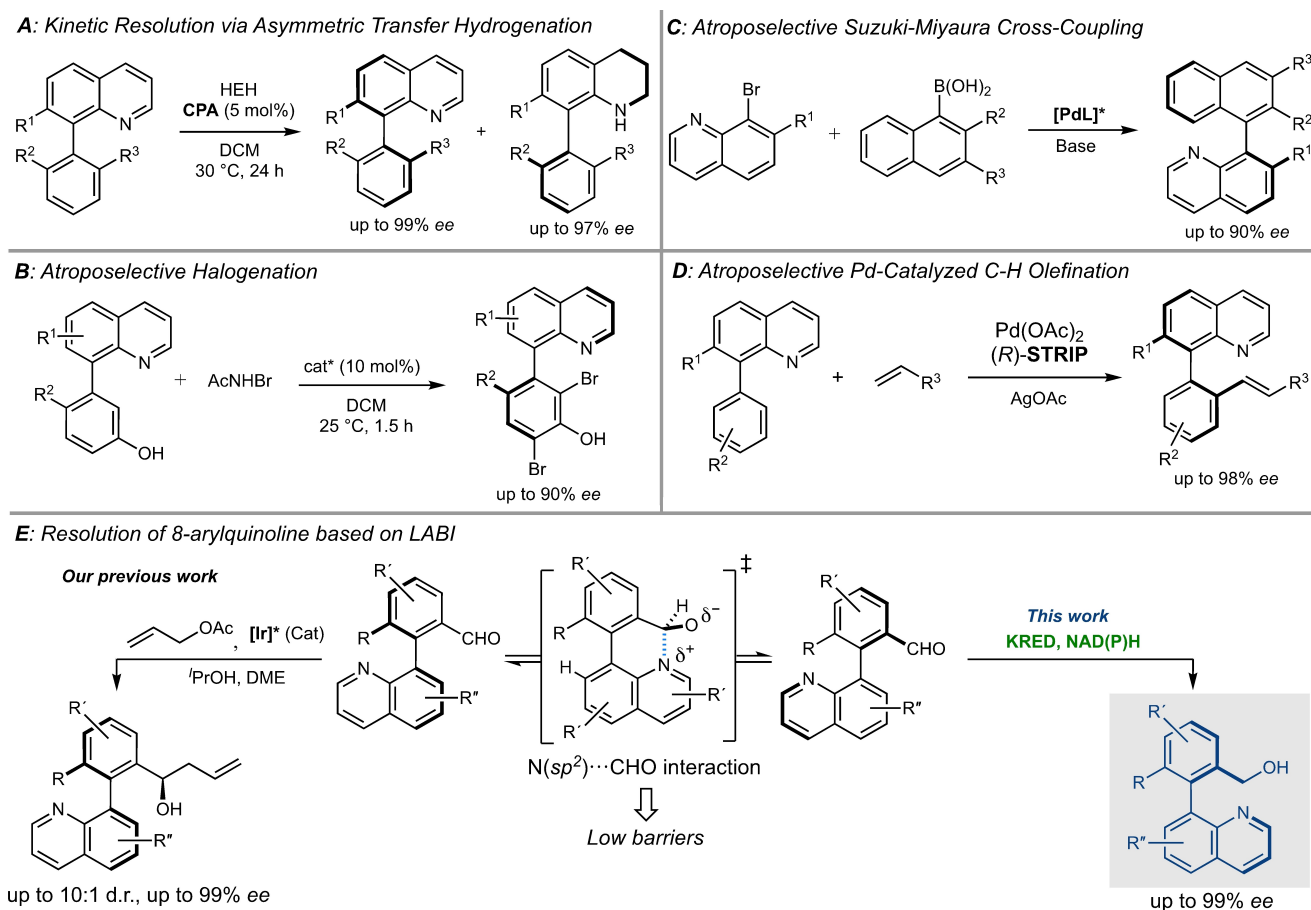 A: Kinetic Resolution via Asymmetric Transfer Hydrogenation
R¹
N
R²
R³
HEH
CPA (5 mol%)
DCM
30 °C, 24 h
R¹
N
R²
R³
up to 99% ee
+
R¹
N
H
R²
R³
up to 97% ee
C: Atroposelective Suzuki-Miyaura Cross-Coupling
N
Br
R¹
+
B(OH)₂
R²
R³
[PdL]*
Base
R³
R²
N
R¹
up to 90% ee
B: Atroposelective Halogenation
R¹
N
R²
OH
+
AcNHBr
cat* (10 mol%)
DCM
25 °C, 1.5 h
R¹
N
R²
Br
OH
Br
up to 90% ee
D: Atroposelective Pd-Catalyzed C-H Olefination
R¹
N
R²
+
R³
Pd(OAc)₂
(R)-STRIP
AgOAc
R¹
N
R³
R²
up to 98% ee
E: Resolution of 8-arylquinoline based on LABI
Our previous work
OAc
, [Ir]* (Cat)
ⁱPrOH, DME
R′
R
OH
N
R″
up to 10:1 d.r., up to 99% ee
R′
R
CHO
N
R″
‡
R′
H
R
O δ⁻
H
N δ⁺
R′
R′
N(sp²)···CHO interaction
Low barriers
R′
R
CHO
N
R″
This work
KRED, NAD(P)H
R′
R
OH
N
R″
up to 99% ee